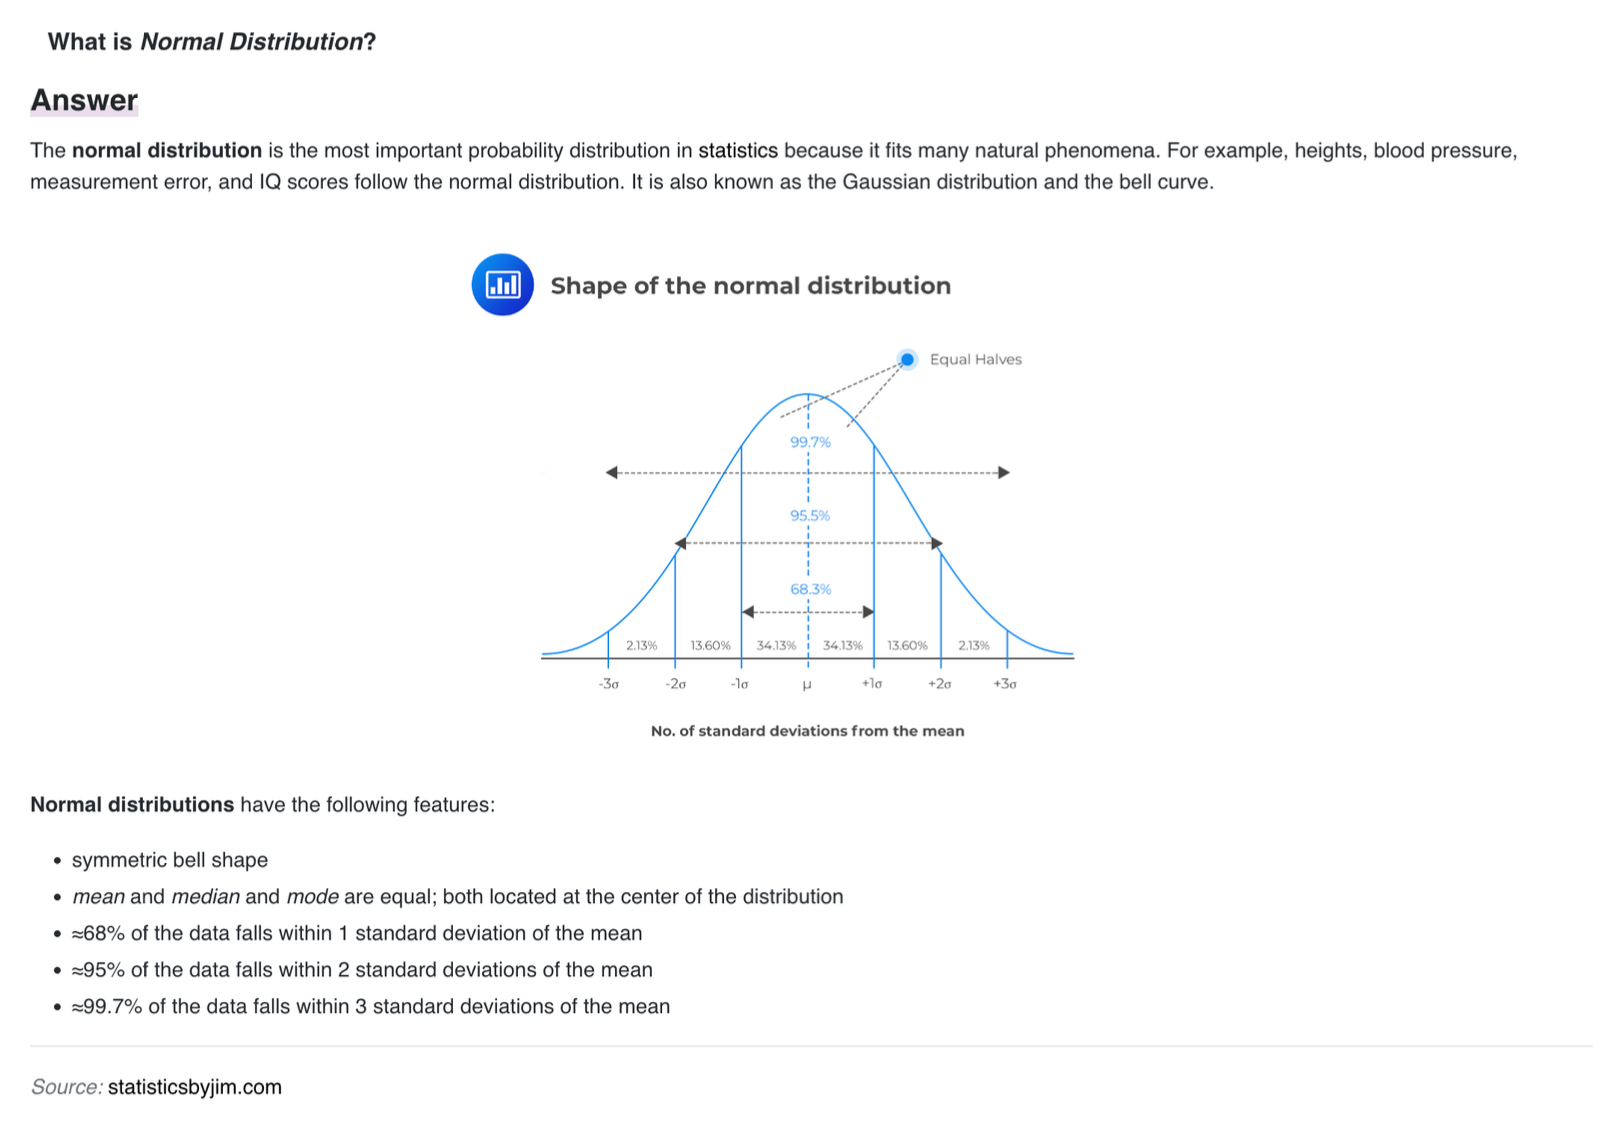 What is Normal Distribution?
Answer
The normal distribution is the most important probability distribution in statistics because it fits many natural phenomena. For example, heights, blood pressure,
measurement error, and IQ scores follow the normal distribution. It is also known as the Gaussian distribution and the bell curve.
Shape of the normal distribution
Equal Halves
99.7%
95.5%
68.3%
2.13% 13.60% 34.13% 34.13% 13.60% 2.13%
-3σ -2σ -1σ μ +1σ +2σ +3σ
No. of standard deviations from the mean
Normal distributions have the following features:
• symmetric bell shape
• mean and median and mode are equal; both located at the center of the distribution
• ≈68% of the data falls within 1 standard deviation of the mean
• ≈95% of the data falls within 2 standard deviations of the mean
• ≈99.7% of the data falls within 3 standard deviations of the mean
Source: statisticsbyjim.com